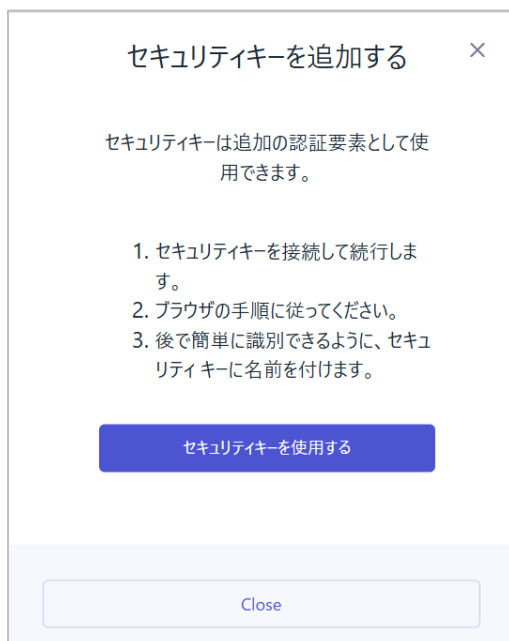 セキュリティキーを追加する
セキュリティキーは追加の認証要素として使
用できます。
1. セキュリティキーを接続して続行しま
す。
2. ブラウザの手順に従ってください。
3. 後で簡単に識別できるように、セキュ
リティ キーに名前を付けます。
セキュリティキーを使用する
Close